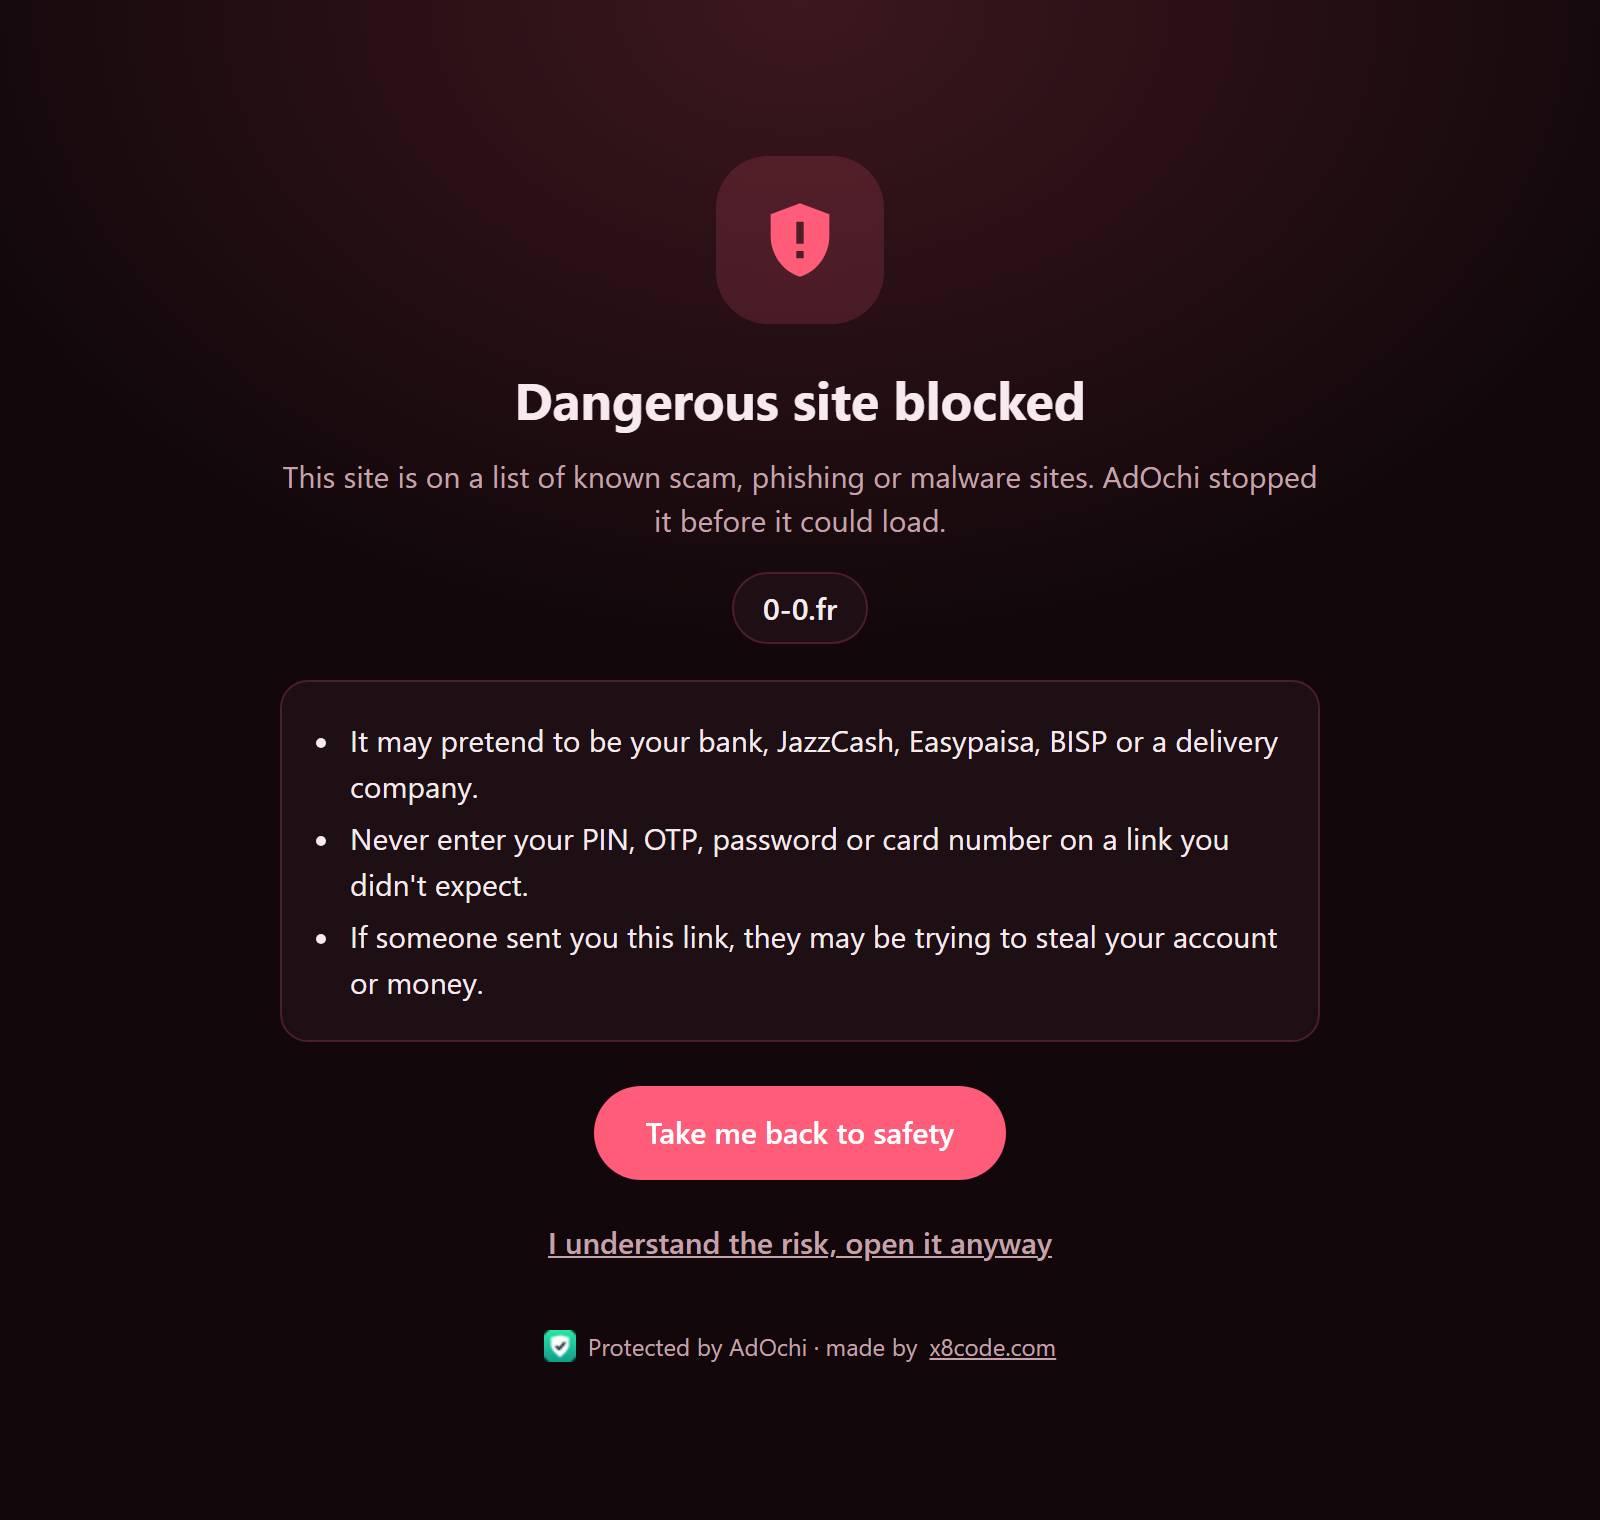 Dangerous site blocked
This site is on a list of known scam, phishing or malware sites. AdOchi stopped
it before it could load.
0-0.fr
• It may pretend to be your bank, JazzCash, Easypaisa, BISP or a delivery
company.
• Never enter your PIN, OTP, password or card number on a link you
didn't expect.
• If someone sent you this link, they may be trying to steal your account
or money.
Take me back to safety
I understand the risk, open it anyway
Protected by AdOchi · made by x8code.com